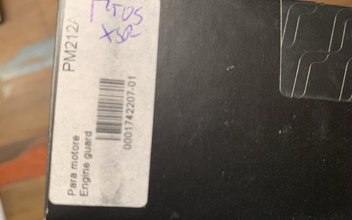 PM212/
Para motore
Engine guard
0001742207-01